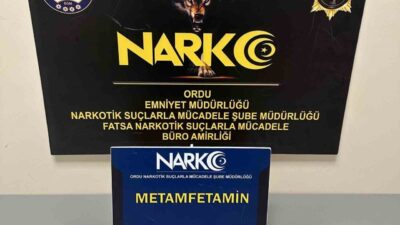 NARKO
ORDU
EMNİYET MÜDÜRLÜĞÜ
NARKOTİK SUÇLARLA MÜCADELE ŞUBE MÜDÜRLÜĞÜ
FATSA NARKOTİK SUÇLARLA MÜCADELE
BÜRO AMİRLİĞİ
NARKO
ORDU NARKOTİK SUÇLARLA MÜCADELE ŞUBE MÜDÜRLÜĞÜ
METAMFETAMİN